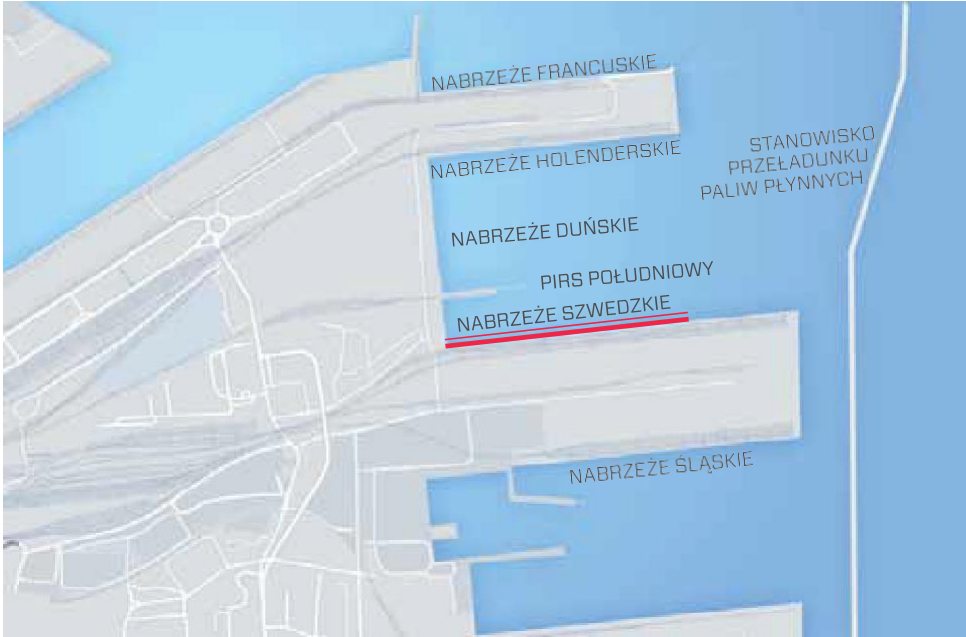 NABRZEŻE FRANCUSKIE
STANOWISKO
PRZEŁADUNKU
PALIW PŁYNNYCH
NABRZEŻE HOLENDERSKIE
NABRZEŻE DUŃSKIE
PIRS POŁUDNIOWY
NABRZEŻE SZWEDZKIE
NABRZEŻE ŚLĄSKIE